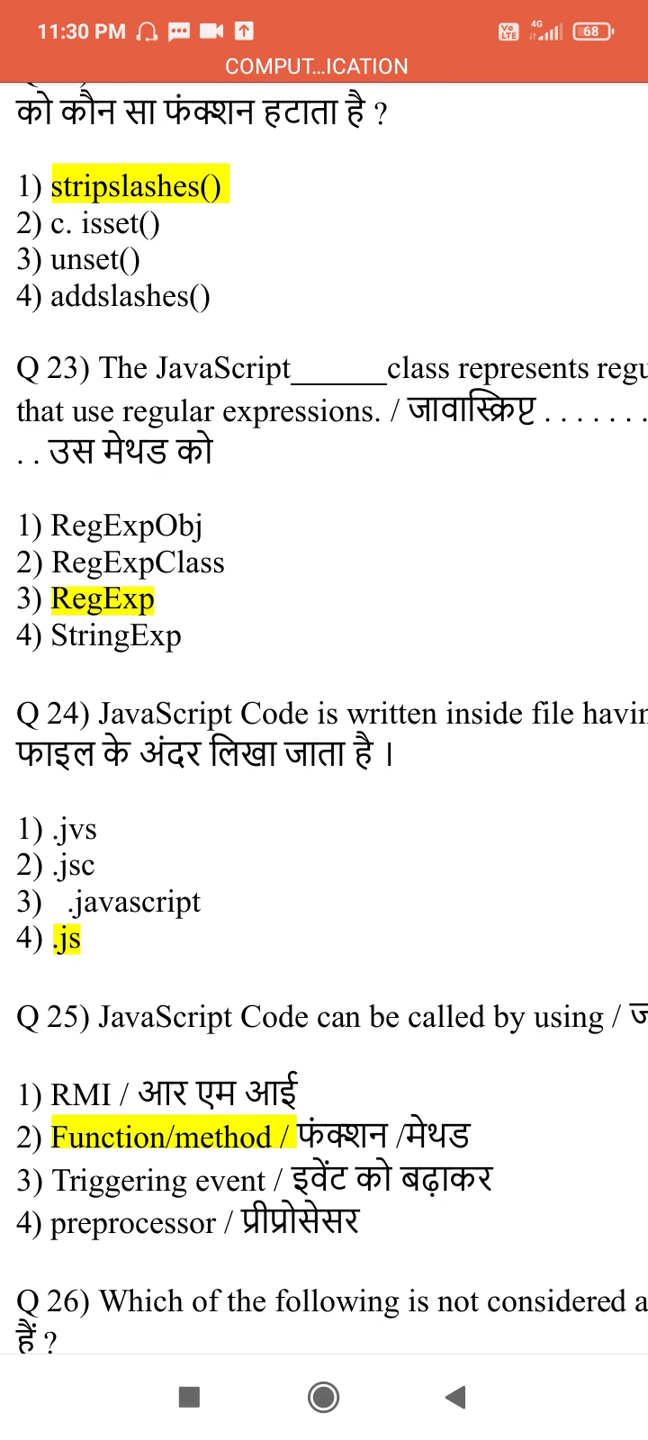 11:30 PM
Vo LTE 4G 68
COMPUT...ICATION
को कौन सा फंक्शन हटाता है ?
1) stripslashes()
2) c. isset()
3) unset()
4) addslashes()
Q 23) The JavaScript______class represents regu
that use regular expressions. / जावास्क्रिप्ट . . . . . . .
. . उस मेथड को
1) RegExpObj
2) RegExpClass
3) RegExp
4) StringExp
Q 24) JavaScript Code is written inside file havin
फाइल के अंदर लिखा जाता है ।
1) .jvs
2) .jsc
3) .javascript
4) .js
Q 25) JavaScript Code can be called by using / ज
1) RMI / आर एम आई
2) Function/method / फंक्शन /मेथड
3) Triggering event / इवेंट को बढ़ाकर
4) preprocessor / प्रीप्रोसेसर
Q 26) Which of the following is not considered a
हैं ?